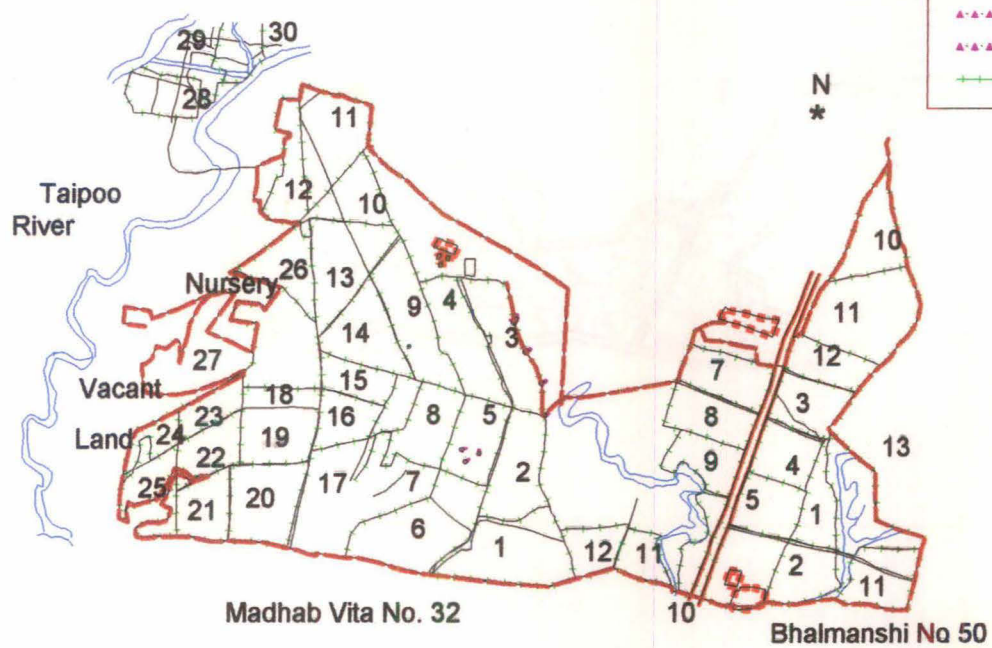 29 30
28
N
*
11
Taipoo
River
12 10
10
26 13 9 4
Nursery
11
14 3
27
12
7
Vacant
18 15
3
23 16 8 5
8
Land 24 19
13
22 9 4
25 17 7 2
21 20 5 1
6 1 12 11 2
11
10
Madhab Vita No. 32
Bhalmanshi No 50